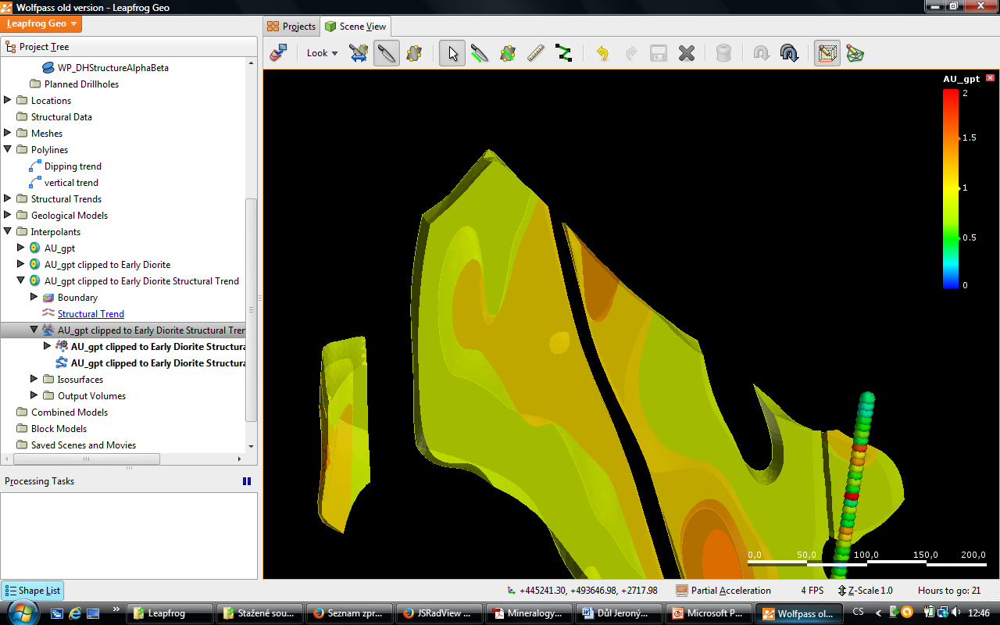 Wolfpass old version - Leapfrog Geo
Leapfrog Geo
Projects
Scene View
Project Tree
Look
WP_DHStructureAlphaBeta
Planned Drillholes
Locations
Structural Data
Meshes
Polylines
Dipping trend
vertical trend
Structural Trends
Geological Models
Interpolants
AU_gpt
AU_gpt clipped to Early Diorite
AU_gpt clipped to Early Diorite Structural Trend
Boundary
Structural Trend
AU_gpt clipped to Early Diorite Structural Tren
AU_gpt clipped to Early Diorite Structura
AU_gpt clipped to Early Diorite Structura
Isosurfaces
Output Volumes
Combined Models
Block Models
Saved Scenes and Movies
Processing Tasks
AU_gpt
2
1.5
1
0.5
0
0,0 50,0 100,0 150,0 200,0
Shape List
+445241.30, +493646.98, +2717.98
Partial Acceleration
4 FPS
Z-Scale 1.0
Hours to go: 21
Leapfrog
Stažené sou...
Seznam zpr...
JSRadView ...
Mineralogy...
Důl Jeroným...
Microsoft P...
Wolfpass ol...
CS
12:46